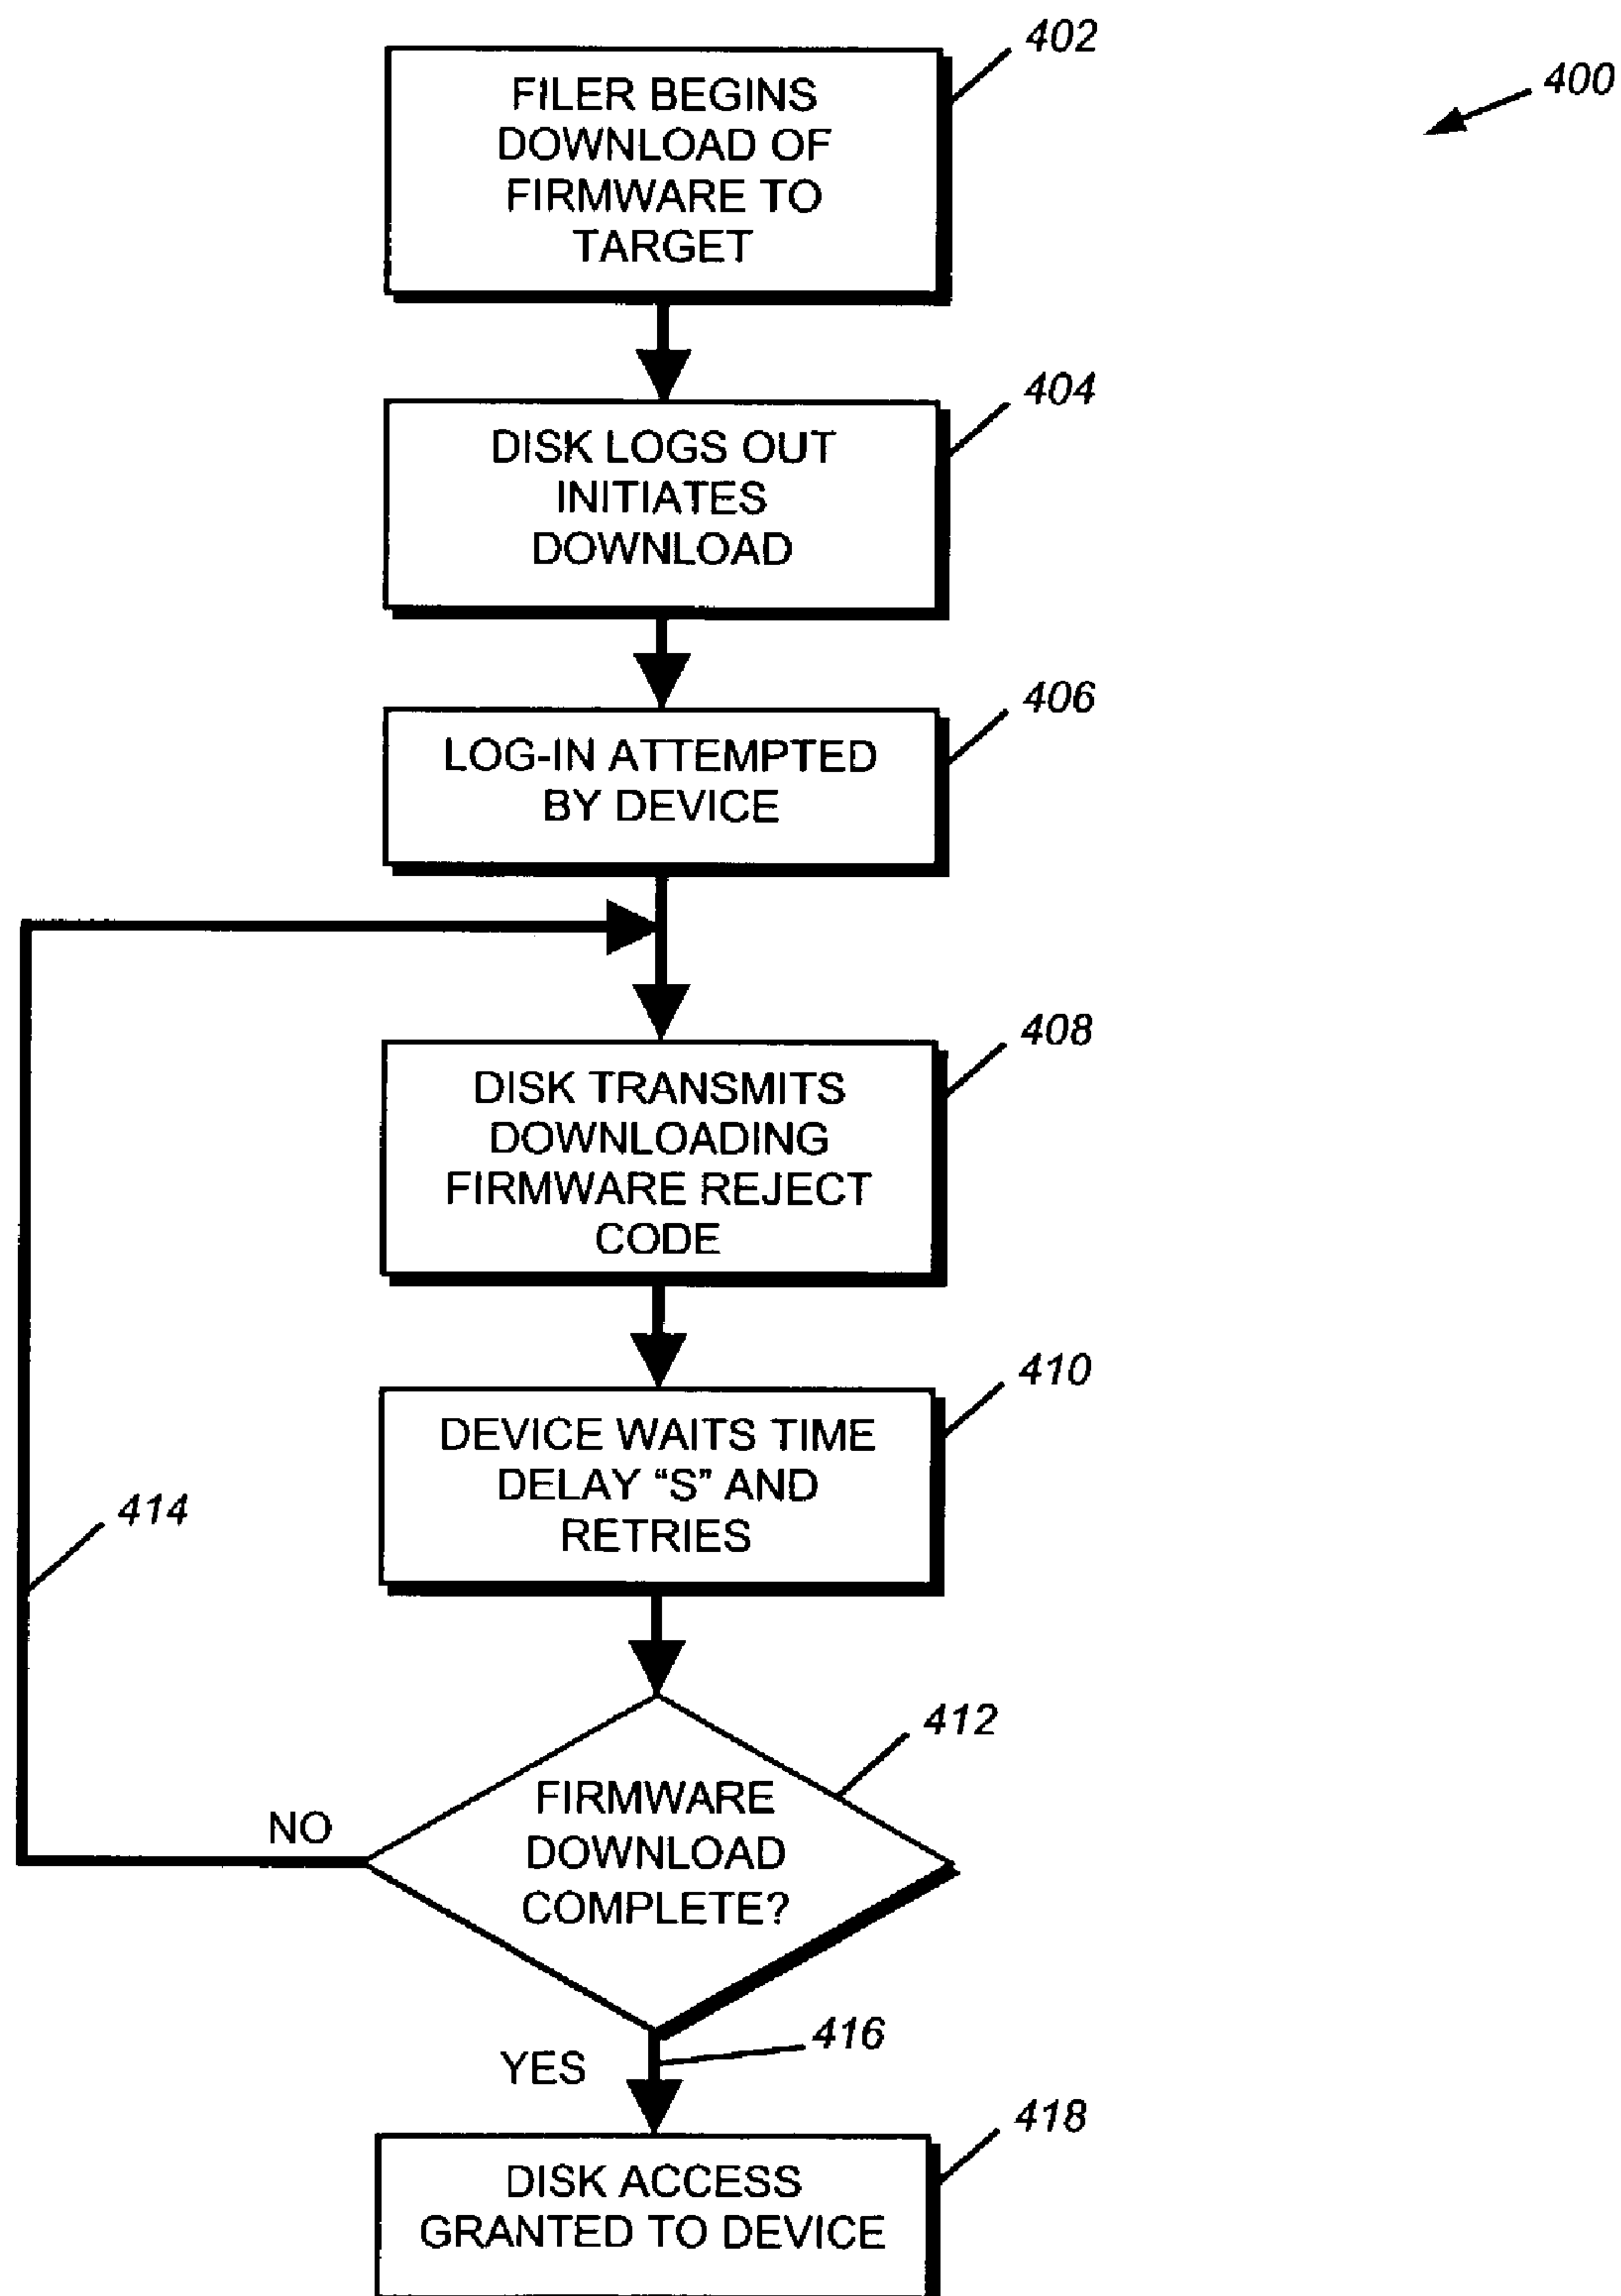 402
400
FILER BEGINS
DOWNLOAD OF
FIRMWARE TO
TARGET
404
DISK LOGS OUT
INITIATES
DOWNLOAD
406
LOG-IN ATTEMPTED
BY DEVICE
408
DISK TRANSMITS
DOWNLOADING
FIRMWARE REJECT
CODE
410
DEVICE WAITS TIME
DELAY “S” AND
RETRIES
414
412
FIRMWARE
DOWNLOAD
COMPLETE?
NO
416
YES
418
DISK ACCESS
GRANTED TO DEVICE